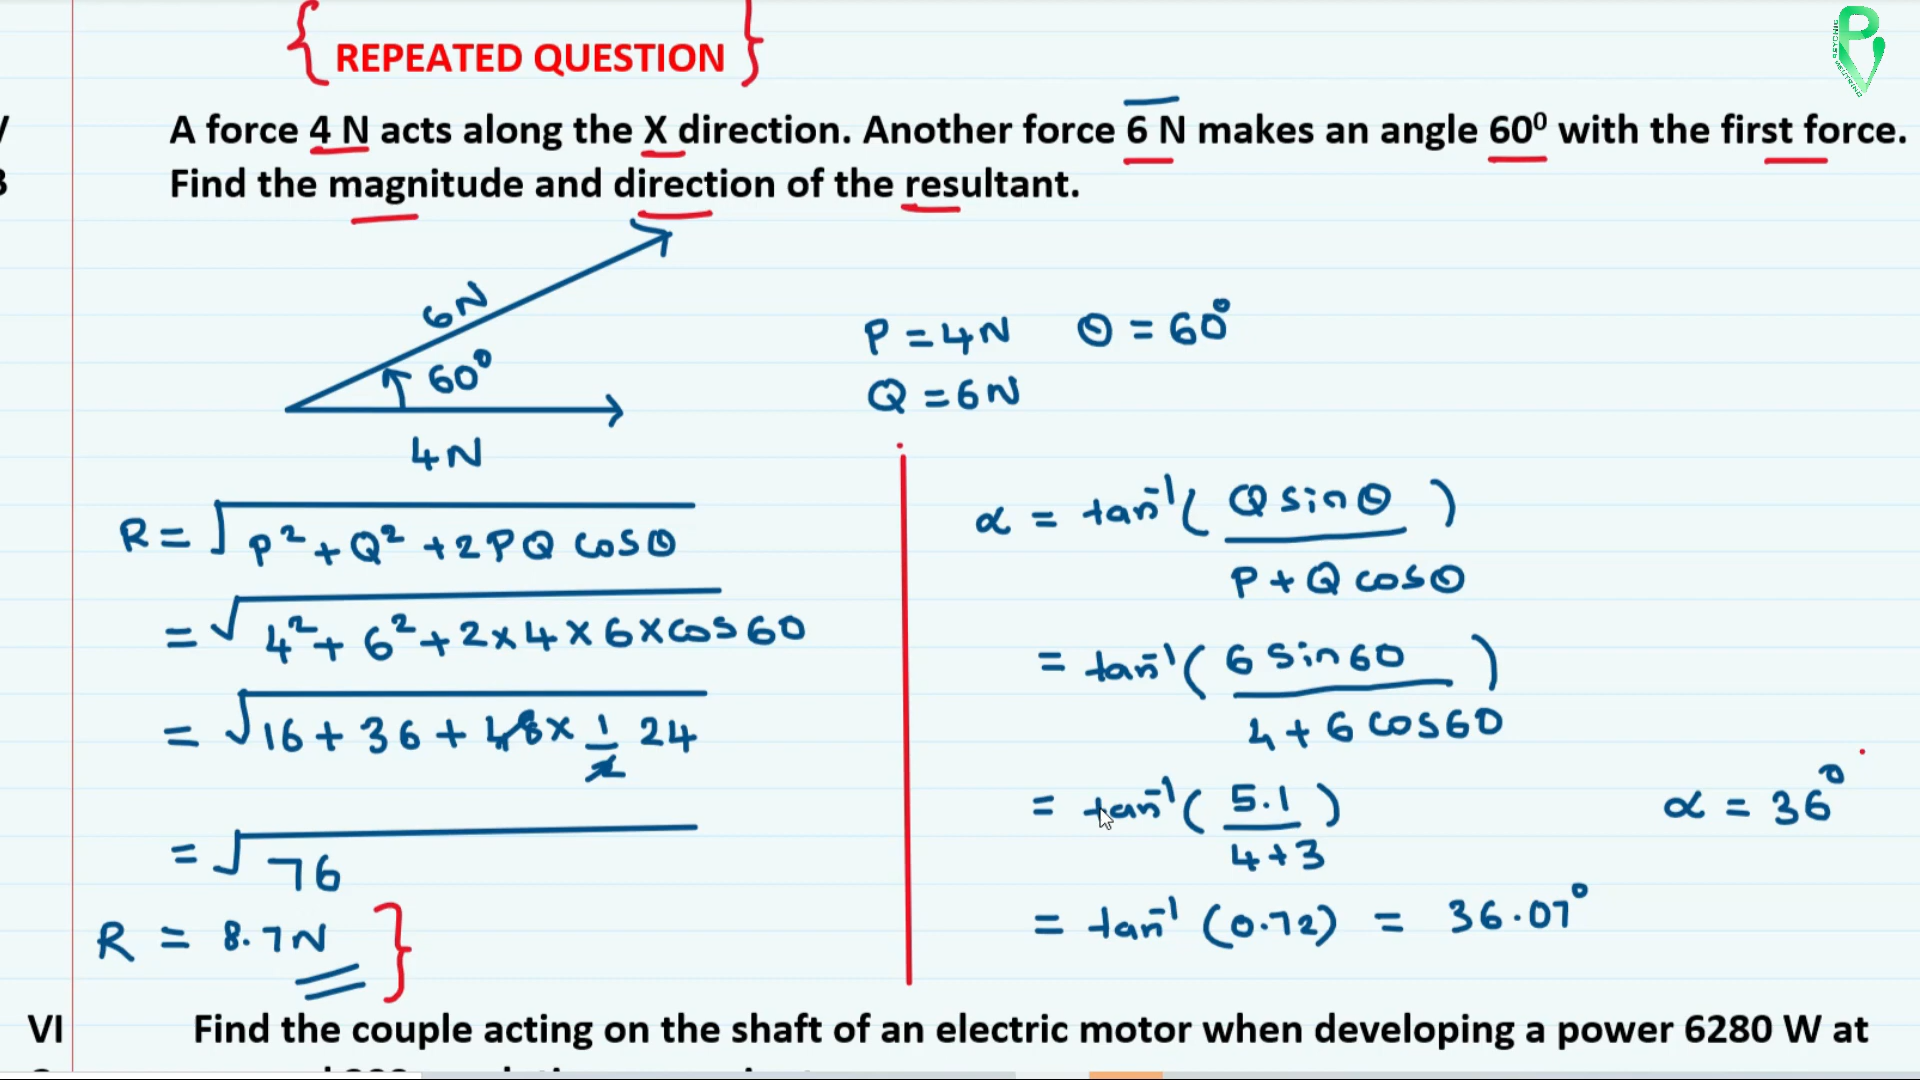 REPEATED QUESTION
A force 4 N acts along the X direction. Another force 6 N makes an angle 60⁰ with the first force.
Find the magnitude and direction of the resultant.
6N
60°
4N
P = 4N θ = 60°
Q = 6N
R = √(P² + Q² + 2PQ cosθ)
= √(4² + 6² + 2×4×6×cos60)
= √(16 + 36 + 48 × 1/2 24)
= √76
R = 8.7N
α = tan⁻¹(Q sinθ / P + Q cosθ)
= tan⁻¹(6 sin60 / 4 + 6 cos60)
= tan⁻¹(5.1 / 4+3)
α = 36°
= tan⁻¹(0.72) = 36.07°
VI Find the couple acting on the shaft of an electric motor when developing a power 6280 W at